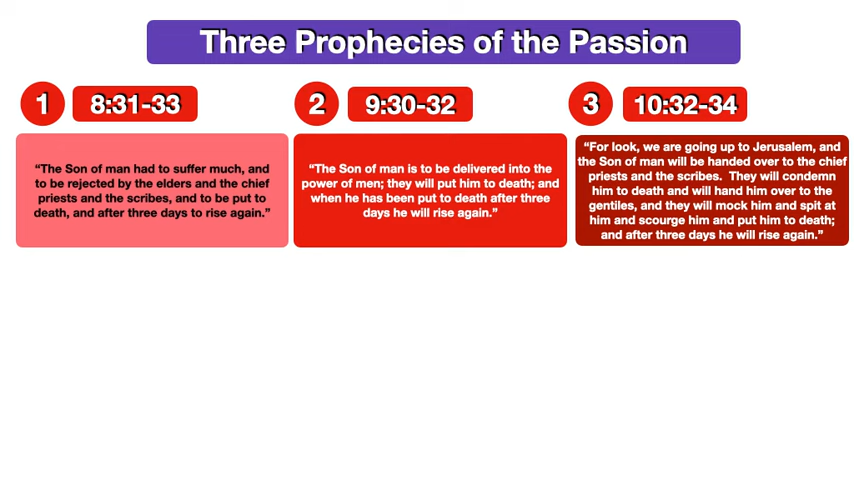 Three Prophecies of the Passion
1 8:31-33
“The Son of man had to suffer much, and
to be rejected by the elders and the chief
priests and the scribes, and to be put to
death, and after three days to rise again.”
2 9:30-32
“The Son of man is to be delivered into the
power of men; they will put him to death; and
when he has been put to death after three
days he will rise again.”
3 10:32-34
“For look, we are going up to Jerusalem, and
the Son of man will be handed over to the chief
priests and the scribes.  They will condemn
him to death and will hand him over to the
gentiles, and they will mock him and spit at
him and scourge him and put him to death;
and after three days he will rise again.”